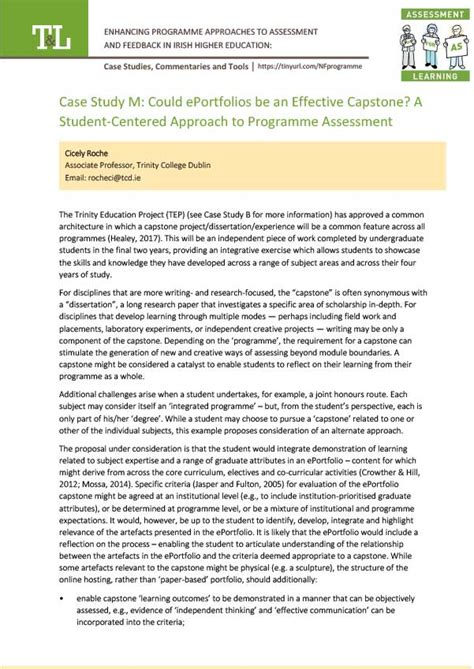 T&L
ENHANCING PROGRAMME APPROACHES TO ASSESSMENT
AND FEEDBACK IN IRISH HIGHER EDUCATION:
Case Studies, Commentaries and Tools | https://tinyurl.com/NFprogramme
ASSESSMENT
OF
FOR
AS
LEARNING
Case Study M: Could ePortfolios be an Effective Capstone? A
Student-Centered Approach to Programme Assessment
Cicely Roche
Associate Professor, Trinity College Dublin
Email: rocheci@tcd.ie
The Trinity Education Project (TEP) (see Case Study B for more information) has approved a common
architecture in which a capstone project/dissertation/experience will be a common feature across all
programmes (Healey, 2017). This will be an independent piece of work completed by undergraduate
students in the final two years, providing an integrative exercise which allows students to showcase
the skills and knowledge they have developed across a range of subject areas and across their four
years of study.
For disciplines that are more writing- and research-focused, the “capstone” is often synonymous with
a “dissertation”, a long research paper that investigates a specific area of scholarship in-depth. For
disciplines that develop learning through multiple modes — perhaps including field work and
placements, laboratory experiments, or independent creative projects — writing may be only a
component of the capstone. Depending on the ‘programme’, the requirement for a capstone can
stimulate the generation of new and creative ways of assessing beyond module boundaries. A
capstone might be considered a catalyst to enable students to reflect on their learning from their
programme as a whole.
Additional challenges arise when a student undertakes, for example, a joint honours route. Each
subject may consider itself an ‘integrated programme’ – but, from the student’s perspective, each is
only part of his/her ‘degree’. While a student may choose to pursue a ‘capstone’ related to one or
other of the individual subjects, this example proposes consideration of an alternate approach.
The proposal under consideration is that the student would integrate demonstration of learning
related to subject expertise and a range of graduate attributes in an ePortfolio – content for which
might derive from across the core curriculum, electives and co-curricular activities (Crowther & Hill,
2012; Mossa, 2014). Specific criteria (Jasper and Fulton, 2005) for evaluation of the ePortfolio
capstone might be agreed at an institutional level (e.g., to include institution-prioritised graduate
attributes), or be determined at programme level, or be a mixture of institutional and programme
expectations. It would, however, be up to the student to identify, develop, integrate and highlight
relevance of the artefacts presented in the ePortfolio. It is likely that the ePortfolio would include a
reflection on the process – enabling the student to articulate understanding of the relationship
between the artefacts in the ePortfolio and the criteria deemed appropriate to a capstone. While
some artefacts relevant to the capstone might be physical (e.g. a sculpture), the structure of the
online hosting, rather than ‘paper-based’ portfolio, should additionally:
• enable capstone ‘learning outcomes’ to be demonstrated in a manner that can be objectively
assessed, e.g., evidence of ‘independent thinking’ and ‘effective communication’ can be
incorporated into the criteria;